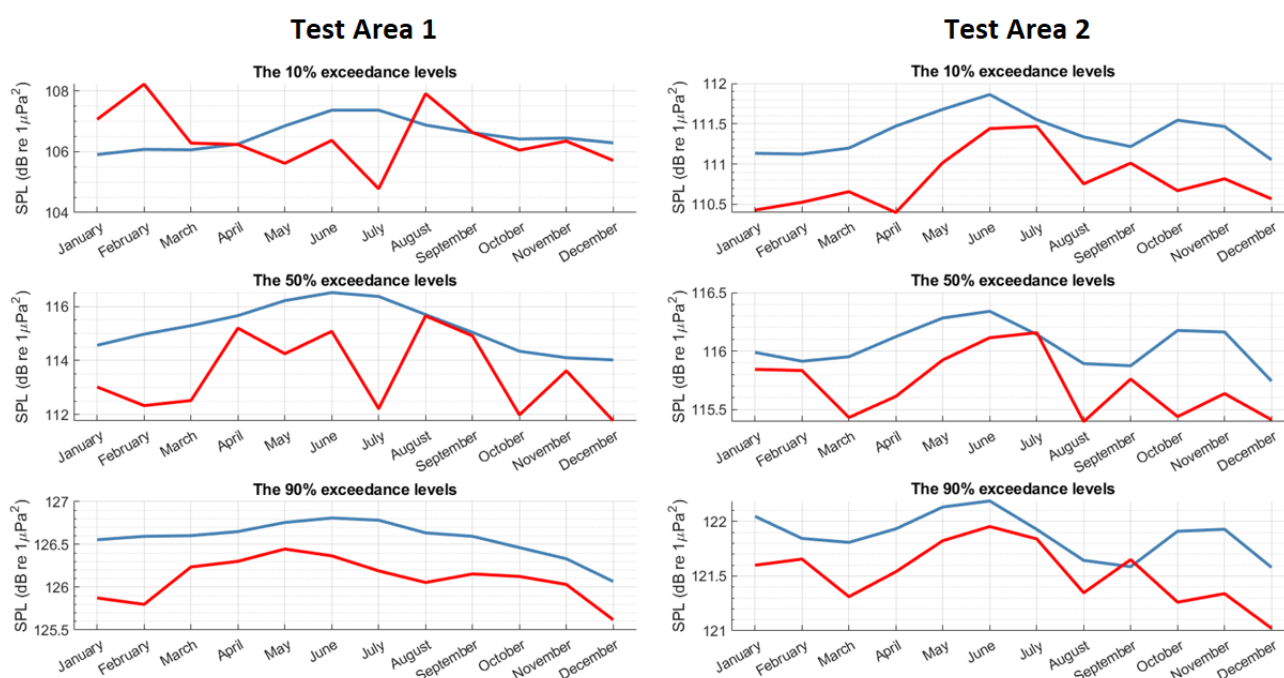 Test Area 1
The 10% exceedance levels
SPL (dB re 1μPa²)
108
106
104
January
February
March
April
May
June
July
August
September
October
November
December
The 50% exceedance levels
SPL (dB re 1μPa²)
116
114
112
January
February
March
April
May
June
July
August
September
October
November
December
The 90% exceedance levels
SPL (dB re 1μPa²)
127
126.5
126
125.5
January
February
March
April
May
June
July
August
September
October
November
December
Test Area 2
The 10% exceedance levels
SPL (dB re 1μPa²)
112
111.5
111
110.5
January
February
March
April
May
June
July
August
September
October
November
December
The 50% exceedance levels
SPL (dB re 1μPa²)
116.5
116
115.5
January
February
March
April
May
June
July
August
September
October
November
December
The 90% exceedance levels
SPL (dB re 1μPa²)
122
121.5
121
January
February
March
April
May
June
July
August
September
October
November
December